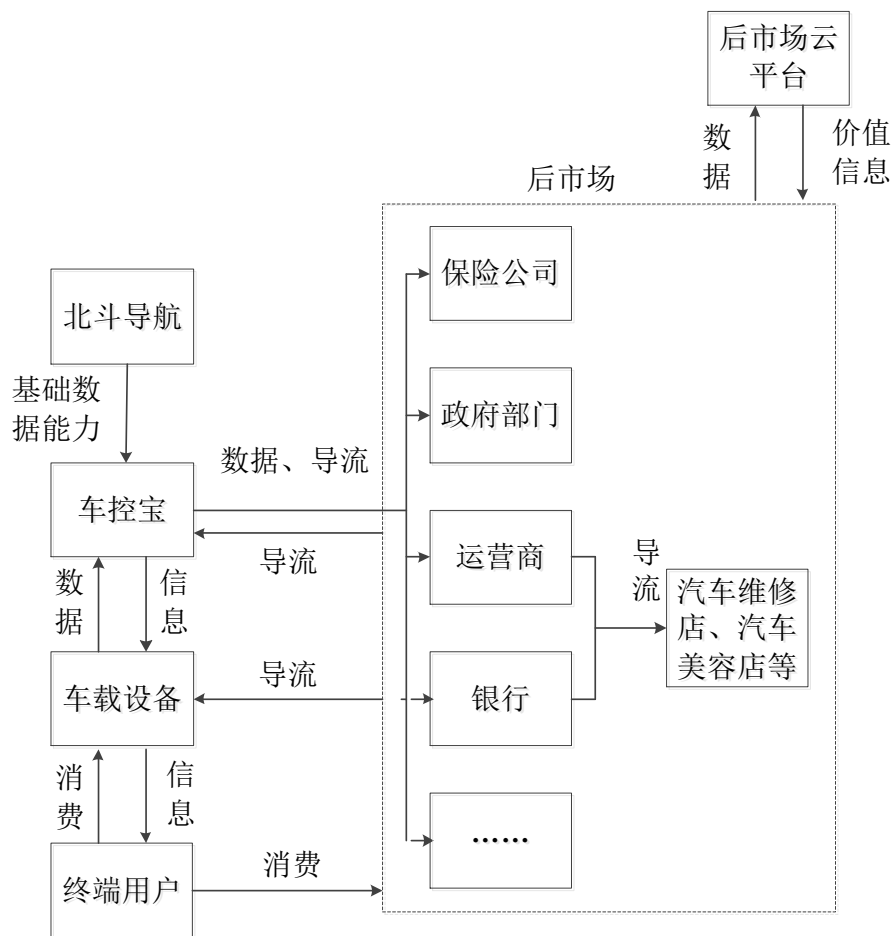 后市场云
平台
数
据
价值
信息
后市场
保险公司
北斗导航
基础数
据能力
政府部门
数据、导流
车控宝
导流
运营商
导
流
汽车维修
店、汽车
美容店等
数
据
信
息
车载设备
导流
银行
消
费
信
息
……
终端用户
消费